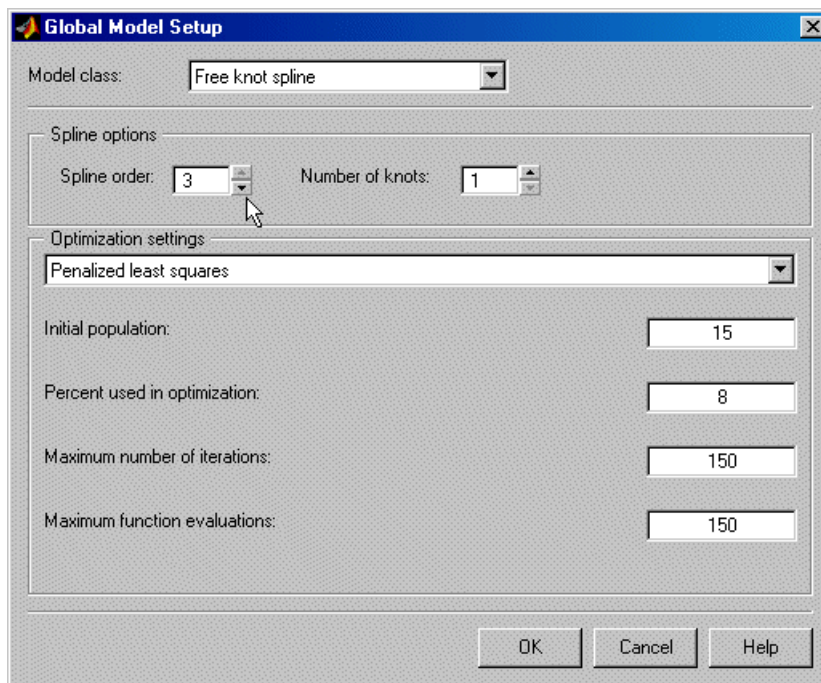 Global Model Setup
Model class: Free knot spline
Spline options
Spline order: 3 Number of knots: 1
Optimization settings
Penalized least squares
Initial population: 15
Percent used in optimization: 8
Maximum number of iterations: 150
Maximum function evaluations: 150
OK Cancel Help